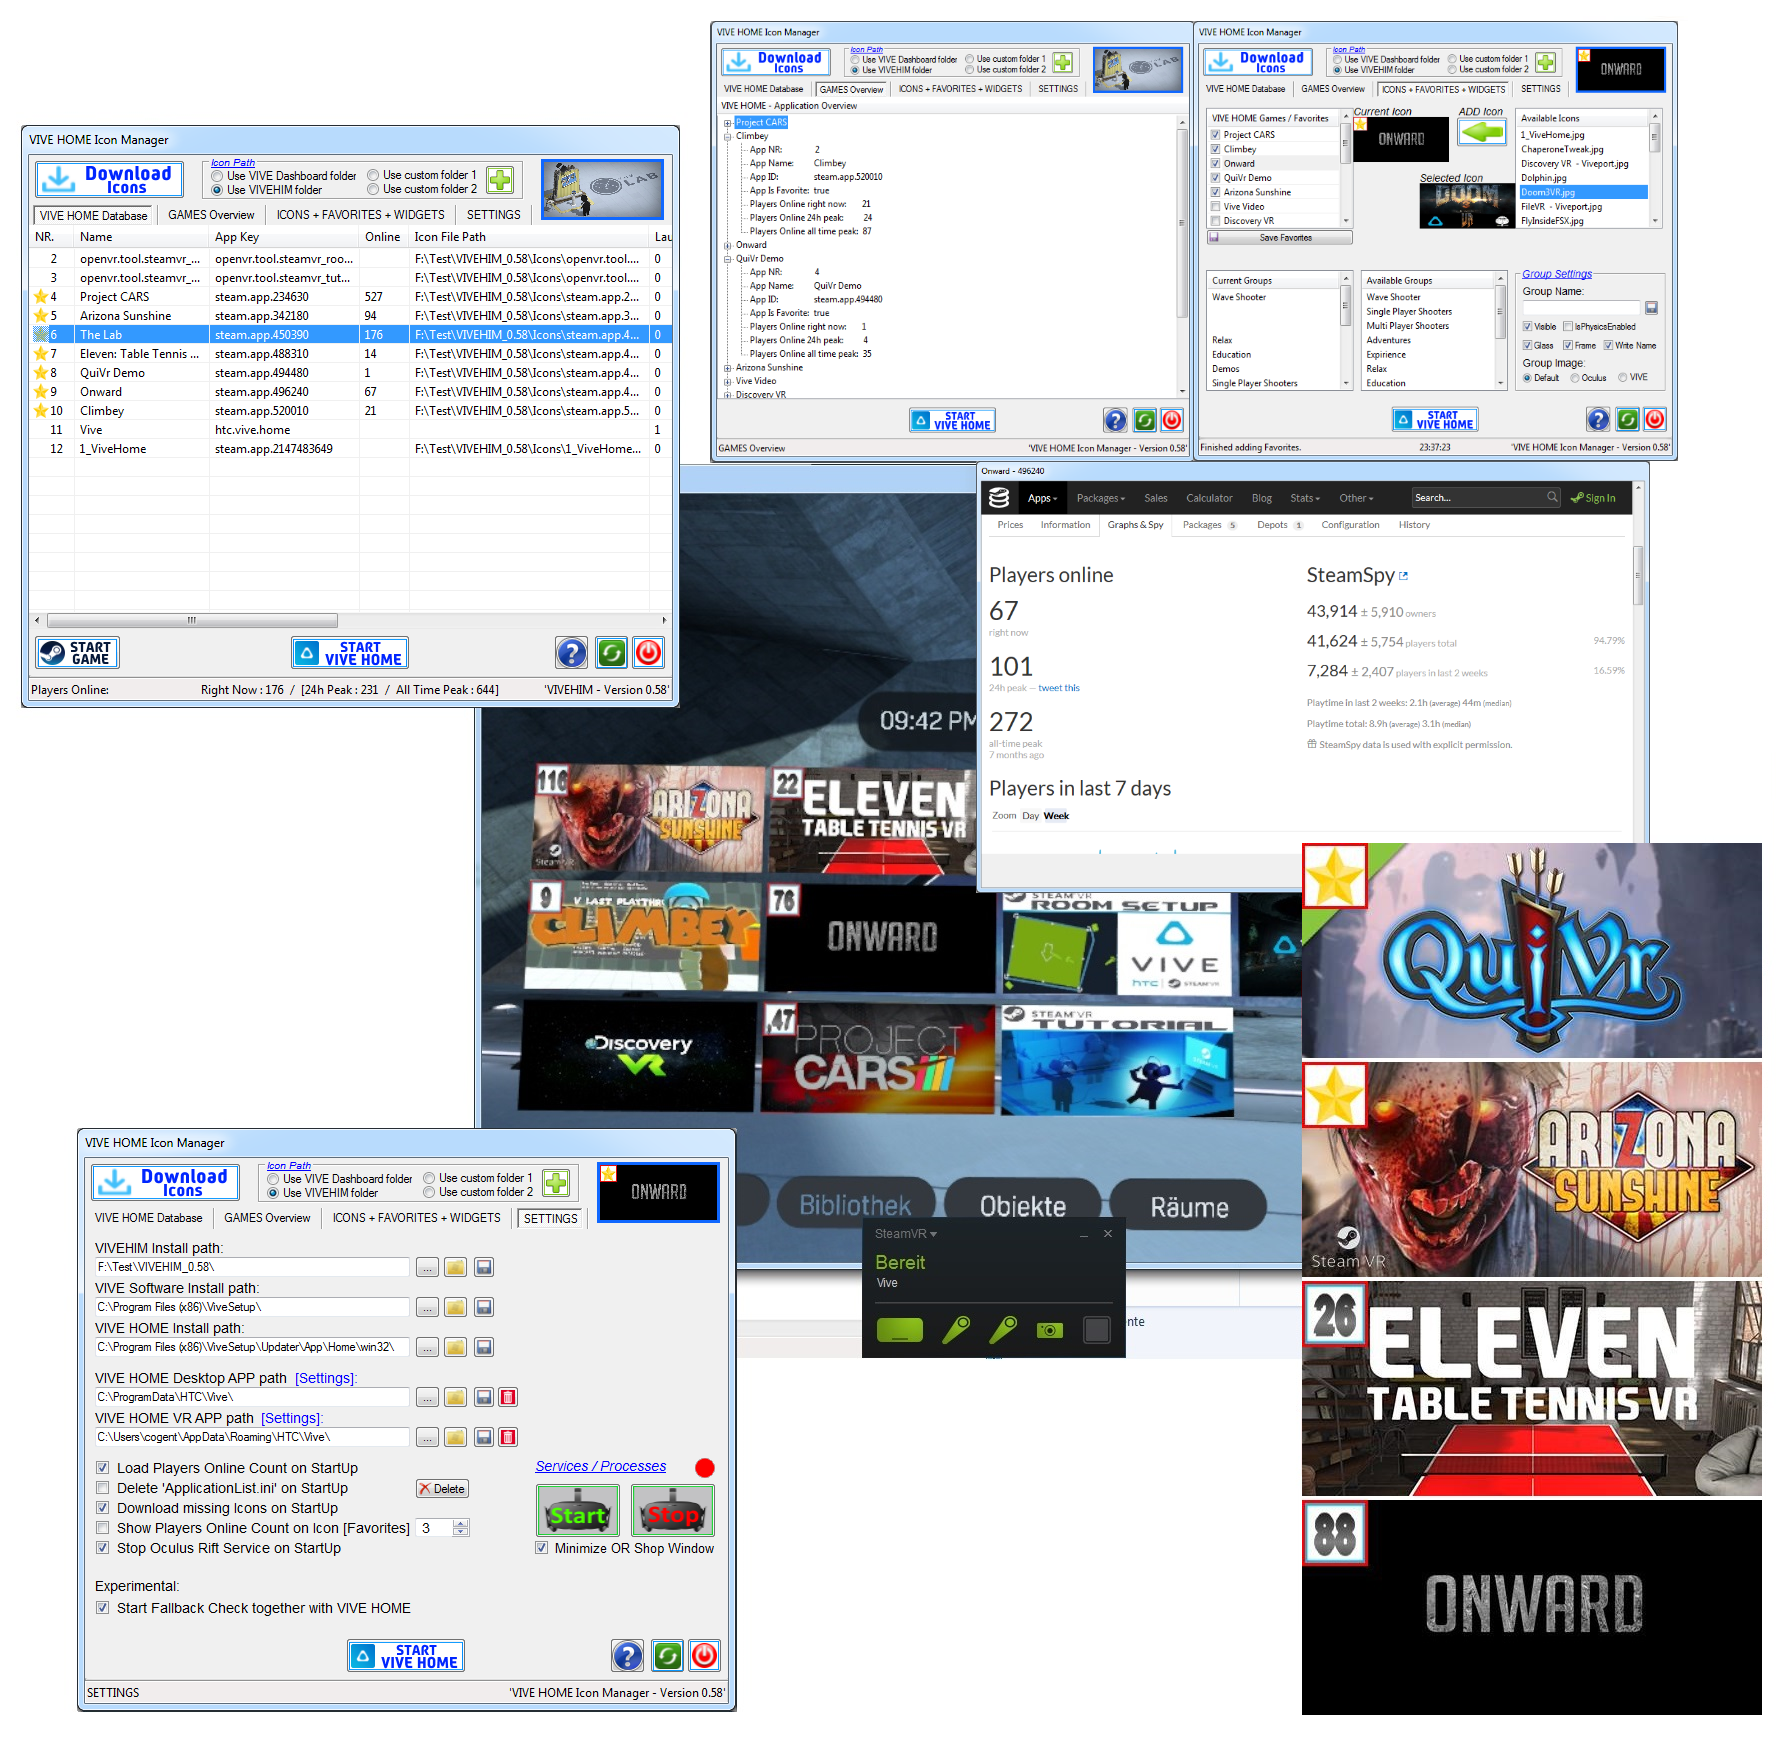 VIVE HOME Icon Manager
Download
Icons
Icon Path
Use VIVE Dashboard folder
Use custom folder 1
Use VIVEHIM folder
Use custom folder 2
THE LAB
VIVE HOME Database
GAMES Overview
ICONS + FAVORITES + WIDGETS
SETTINGS
NR. Name App Key Online Icon File Path Lau
2 openvr.tool.steamvr_... openvr.tool.steamvr_roo... F:\Test\VIVEHIM_0.58\Icons\openvr.tool.... 0
3 openvr.tool.steamvr_... openvr.tool.steamvr_tut... F:\Test\VIVEHIM_0.58\Icons\openvr.tool.... 0
4 Project CARS steam.app.234630 527 F:\Test\VIVEHIM_0.58\Icons\steam.app.2... 0
5 Arizona Sunshine steam.app.342180 94 F:\Test\VIVEHIM_0.58\Icons\steam.app.3... 0
6 The Lab steam.app.450390 176 F:\Test\VIVEHIM_0.58\Icons\steam.app.4... 0
7 Eleven: Table Tennis ... steam.app.488310 14 F:\Test\VIVEHIM_0.58\Icons\steam.app.4... 0
8 QuiVr Demo steam.app.494480 1 F:\Test\VIVEHIM_0.58\Icons\steam.app.4... 0
9 Onward steam.app.496240 67 F:\Test\VIVEHIM_0.58\Icons\steam.app.4... 0
10 Climbey steam.app.520010 21 F:\Test\VIVEHIM_0.58\Icons\steam.app.5... 0
11 Vive htc.vive.home 1
12 1_ViveHome steam.app.2147483649 F:\Test\VIVEHIM_0.58\Icons\1_ViveHome... 0
START
GAME
START
VIVE HOME
Players Online: Right Now : 176 / [24h Peak : 231 / All Time Peak : 644] 'VIVEHIM - Version 0.58'
VIVE HOME Icon Manager
Download
Icons
Icon Path
Use VIVE Dashboard folder
Use custom folder 1
Use VIVEHIM folder
Use custom folder 2
LAB
VIVE HOME Database
GAMES Overview
ICONS + FAVORITES + WIDGETS
SETTINGS
VIVE HOME - Application Overview
Project CARS
Climbey
App NR: 2
App Name: Climbey
App ID: steam.app.520010
App Is Favorite: true
Players Online right now: 21
Players Online 24h peak: 24
Players Online all time peak: 87
Onward
QuiVr Demo
App NR: 4
App Name: QuiVr Demo
App ID: steam.app.494480
App Is Favorite: true
Players Online right now: 1
Players Online 24h peak: 4
Players Online all time peak: 35
Arizona Sunshine
Vive Video
Discovery VR
START
VIVE HOME
GAMES Overview 'VIVE HOME Icon Manager - Version 0.58'
VIVE HOME Icon Manager
Download
Icons
Icon Path
Use VIVE Dashboard folder
Use custom folder 1
Use VIVEHIM folder
Use custom folder 2
ONWARD
VIVE HOME Database
GAMES Overview
ICONS + FAVORITES + WIDGETS
SETTINGS
VIVE HOME Games / Favorites
Project CARS
Climbey
Onward
QuiVr Demo
Arizona Sunshine
Vive Video
Discovery VR
Save Favorites
Current Icon
ONWARD
ADD Icon
Selected Icon
DOOM
VR
Available Icons
1_ViveHome.jpg
ChaperoneTweak.jpg
Discovery VR - Viveport.jpg
Dolphin.jpg
Doom3VR.jpg
FileVR - Viveport.jpg
FlyInsideFSX.jpg
Current Groups
Wave Shooter
Relax
Education
Demos
Single Player Shooters
Available Groups
Wave Shooter
Single Player Shooters
Multi Player Shooters
Adventures
Expirience
Relax
Education
Group Settings
Group Name:
Visible
IsPhysicsEnabled
Glass
Frame
Write Name
Group Image:
Default
Oculus
VIVE
START
VIVE HOME
Finished adding Favorites. 23:37:23 'VIVE HOME Icon Manager - Version 0.58'
Onward - 496240
Apps
Packages
Sales
Calculator
Blog
Stats
Other
Search...
Sign In
Prices
Information
Graphs & Spy
Packages 5
Depots 1
Configuration
History
Players online
67
right now
101
24h peak — tweet this
272
all-time peak
7 months ago
SteamSpy
43,914 ± 5,910 owners
41,624 ± 5,754 players total 94.79%
7,284 ± 2,407 players in last 2 weeks 16.59%
Playtime in last 2 weeks: 2.1h (average) 44m (median)
Playtime total: 8.9h (average) 3.1h (median)
SteamSpy data is used with explicit permission.
Players in last 7 days
Zoom Day Week
09:42 PM
116
ARIZONA
SUNSHINE
SteamVR
22
ELEVEN
TABLE TENNIS VR
9
V LAST PLAYTHR
CLIMBEY
76
ONWARD
STEAM VR
ROOM SETUP
VIVE
htc
STEAMVR
Discovery
VR
47
PROJECT
CARS
STEAM VR
TUTORIAL
Bibliothek
Objekte
Räume
SteamVR
Bereit
Vive
nte
QuiVr
ARIZONA
SUNSHINE
Steam VR
26
ELEVEN
TABLE TENNIS VR
88
ONWARD
VIVE HOME Icon Manager
Download
Icons
Icon Path
Use VIVE Dashboard folder
Use custom folder 1
Use VIVEHIM folder
Use custom folder 2
ONWARD
VIVE HOME Database
GAMES Overview
ICONS + FAVORITES + WIDGETS
SETTINGS
VIVEHIM Install path:
F:\Test\VIVEHIM_0.58\
...
VIVE Software Install path:
C:\Program Files (x86)\ViveSetup\
...
VIVE HOME Install path:
C:\Program Files (x86)\ViveSetup\Updater\App\Home\win32\
...
VIVE HOME Desktop APP path [Settings]:
C:\ProgramData\HTC\Vive\
...
VIVE HOME VR APP path [Settings]:
C:\Users\cogent\AppData\Roaming\HTC\Vive\
...
Load Players Online Count on StartUp
Delete 'ApplicationList.ini' on StartUp
Delete
Download missing Icons on StartUp
Show Players Online Count on Icon [Favorites] 3
Stop Oculus Rift Service on StartUp
Services / Processes
Start
Stop
Minimize OR Shop Window
Experimental:
Start Fallback Check together with VIVE HOME
START
VIVE HOME
SETTINGS 'VIVE HOME Icon Manager - Version 0.58'